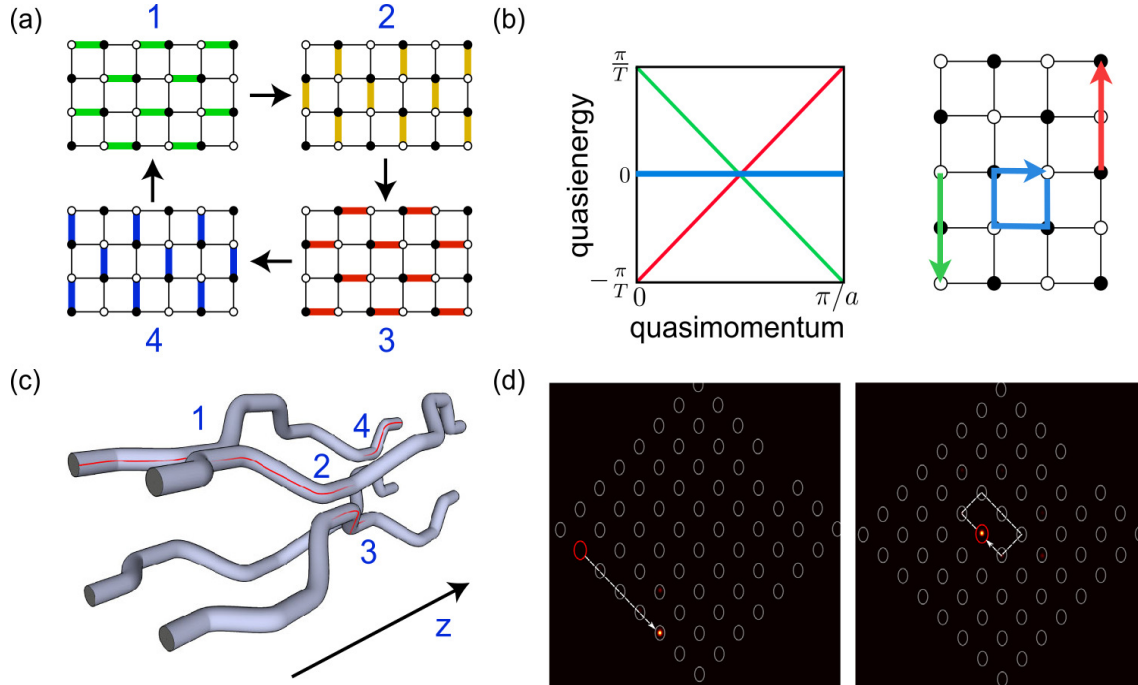 (a)
1
2
4
3
(b)
quasienergy
π/T
0
-π/T
0
π/a
quasimomentum
(c)
1
2
3
4
z
(d)